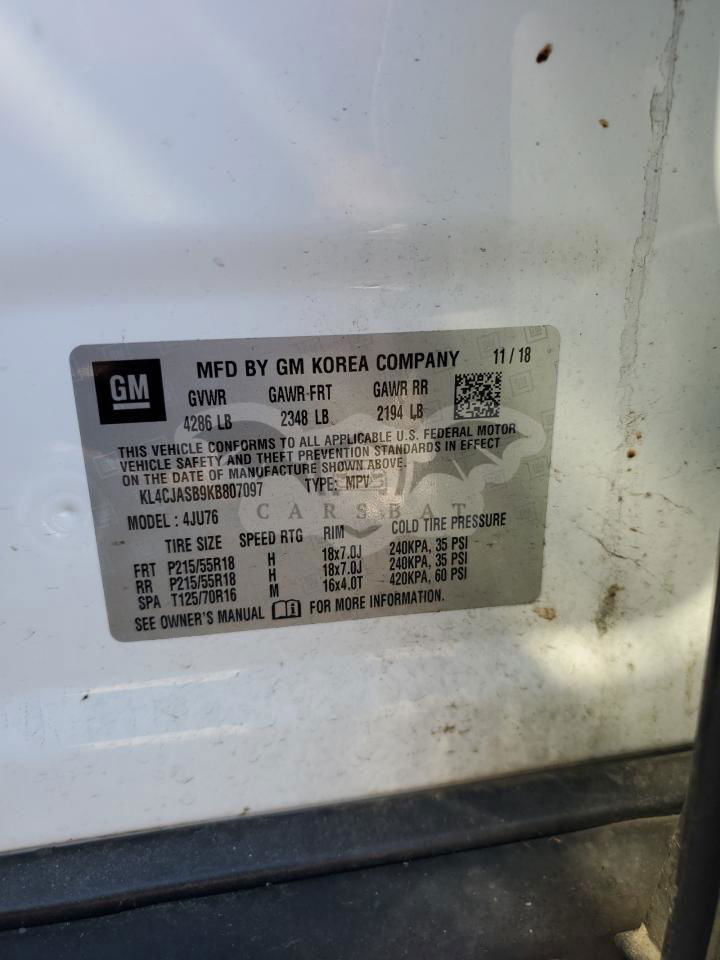 GM
MFD BY GM KOREA COMPANY 11 / 18
GVWR GAWR-FRT GAWR RR
4286 LB 2348 LB 2194 LB
THIS VEHICLE CONFORMS TO ALL APPLICABLE U.S. FEDERAL MOTOR
VEHICLE SAFETY AND THEFT PREVENTION STANDARDS IN EFFECT
ON THE DATE OF MANUFACTURE SHOWN ABOVE.
KL4CJASB9KB807097 TYPE: MPV
CARSBAT
MODEL: 4JU76
TIRE SIZE SPEED RTG RIM COLD TIRE PRESSURE
FRT P215/55R18 H 18x7.0J 240KPA, 35 PSI
RR P215/55R18 H 18x7.0J 240KPA, 35 PSI
SPA T125/70R16 M 16x4.0T 420KPA, 60 PSI
SEE OWNER'S MANUAL FOR MORE INFORMATION.